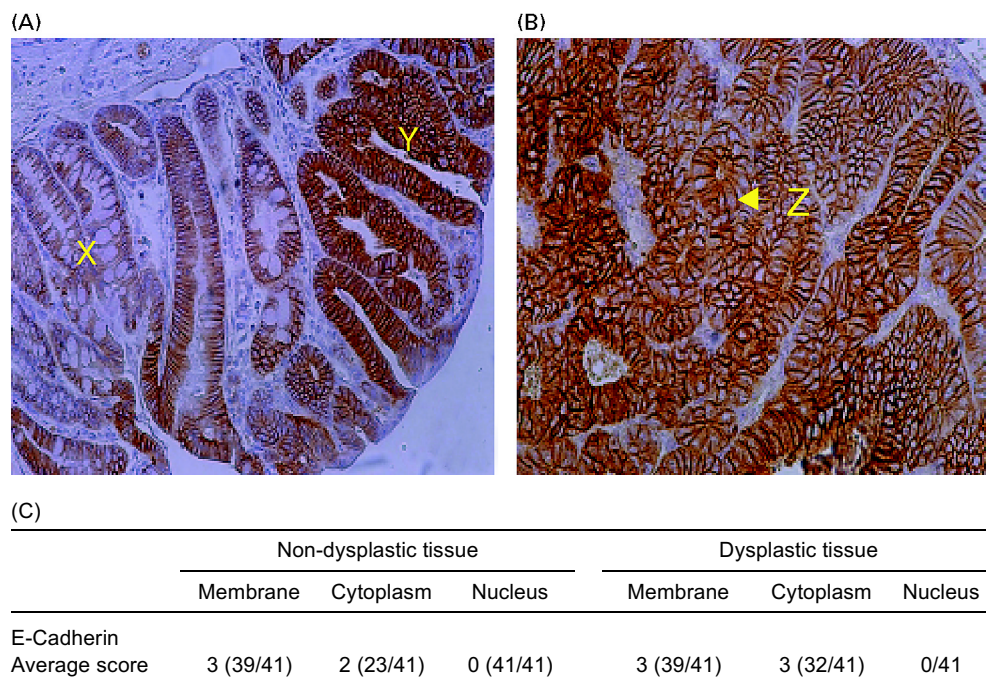 (A) (B)
X Y Z
(C)
Non-dysplastic tissue Dysplastic tissue
Membrane Cytoplasm Nucleus Membrane Cytoplasm Nucleus
E-Cadherin
Average score 3 (39/41) 2 (23/41) 0 (41/41) 3 (39/41) 3 (32/41) 0/41